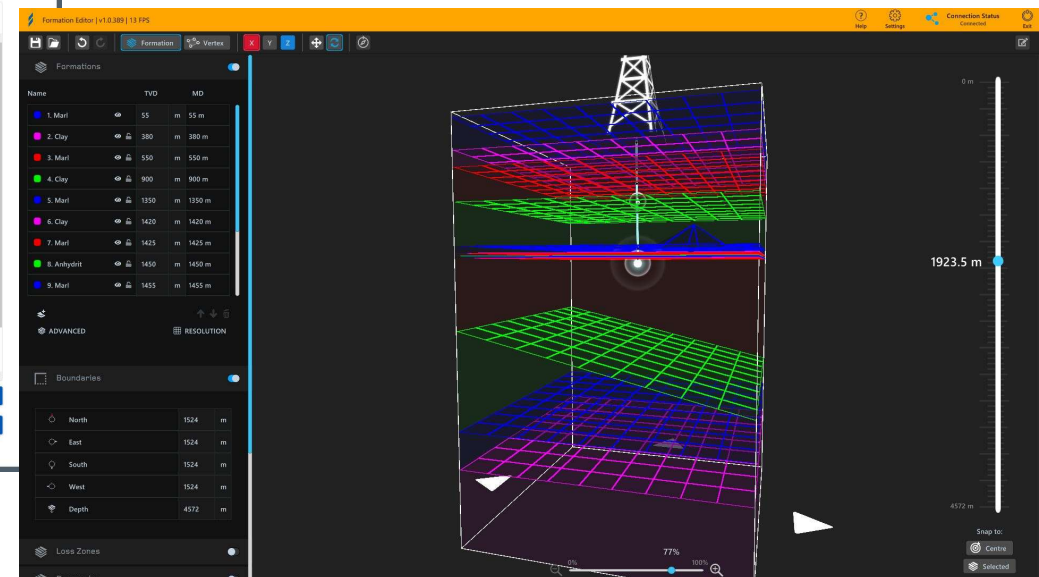 Formation Editor | v1.0.389 | 13 FPS
Help
Settings
Connection Status
Connected
Exit
Formation
Vertex
X
Y
Z
Formations
Name TVD MD
1. Marl 55 m 55 m
2. Clay 380 m 380 m
3. Marl 550 m 550 m
4. Clay 900 m 900 m
5. Marl 1350 m 1350 m
6. Clay 1420 m 1420 m
7. Marl 1425 m 1425 m
8. Anhydrit 1450 m 1450 m
9. Marl 1455 m 1455 m
ADVANCED
RESOLUTION
Boundaries
North 1524 m
East 1524 m
South 1524 m
West 1524 m
Depth 4572 m
Loss Zones
0 m
1923.5 m
4572 m
77%
0%
100%
Snap to:
Centre
Selected